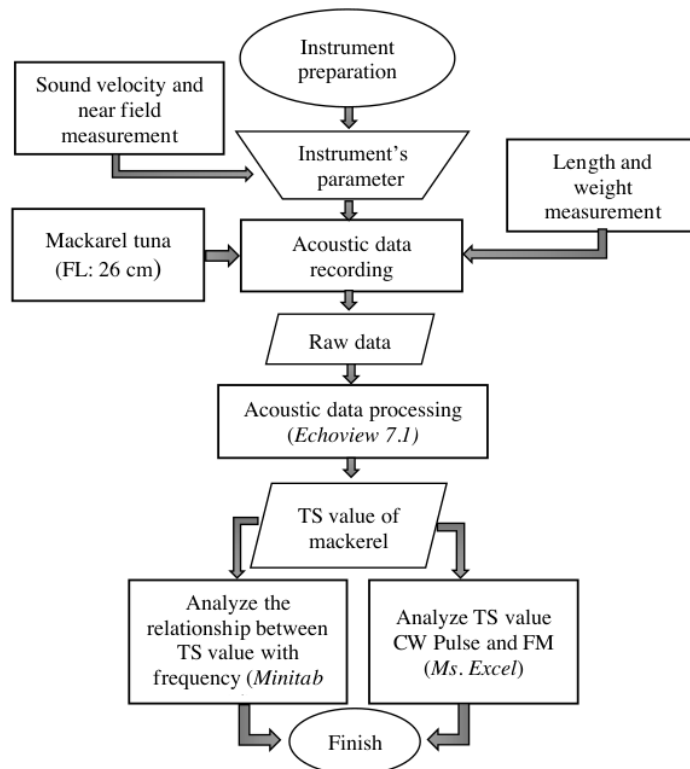 Instrument
preparation
Sound velocity and
near field
measurement
Instrument’s
parameter
Length and
weight
measurement
Mackarel tuna
(FL: 26 cm)
Acoustic data
recording
Raw data
Acoustic data processing
(Echoview 7.1)
TS value of
mackerel
Analyze the
relationship between
TS value with
frequency (Minitab
Analyze TS value
CW Pulse and FM
(Ms. Excel)
Finish